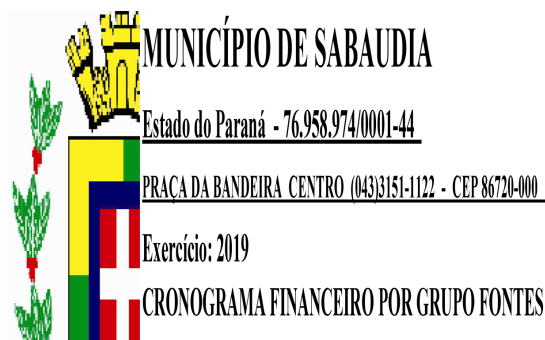 MUNICÍPIO DE SABAUDIA
Estado do Paraná - 76.958.974/0001-44
PRAÇA DA BANDEIRA CENTRO (043)3151-1122 - CEP 86720-000
Exercício: 2019
CRONOGRAMA FINANCEIRO POR GRUPO FONTES